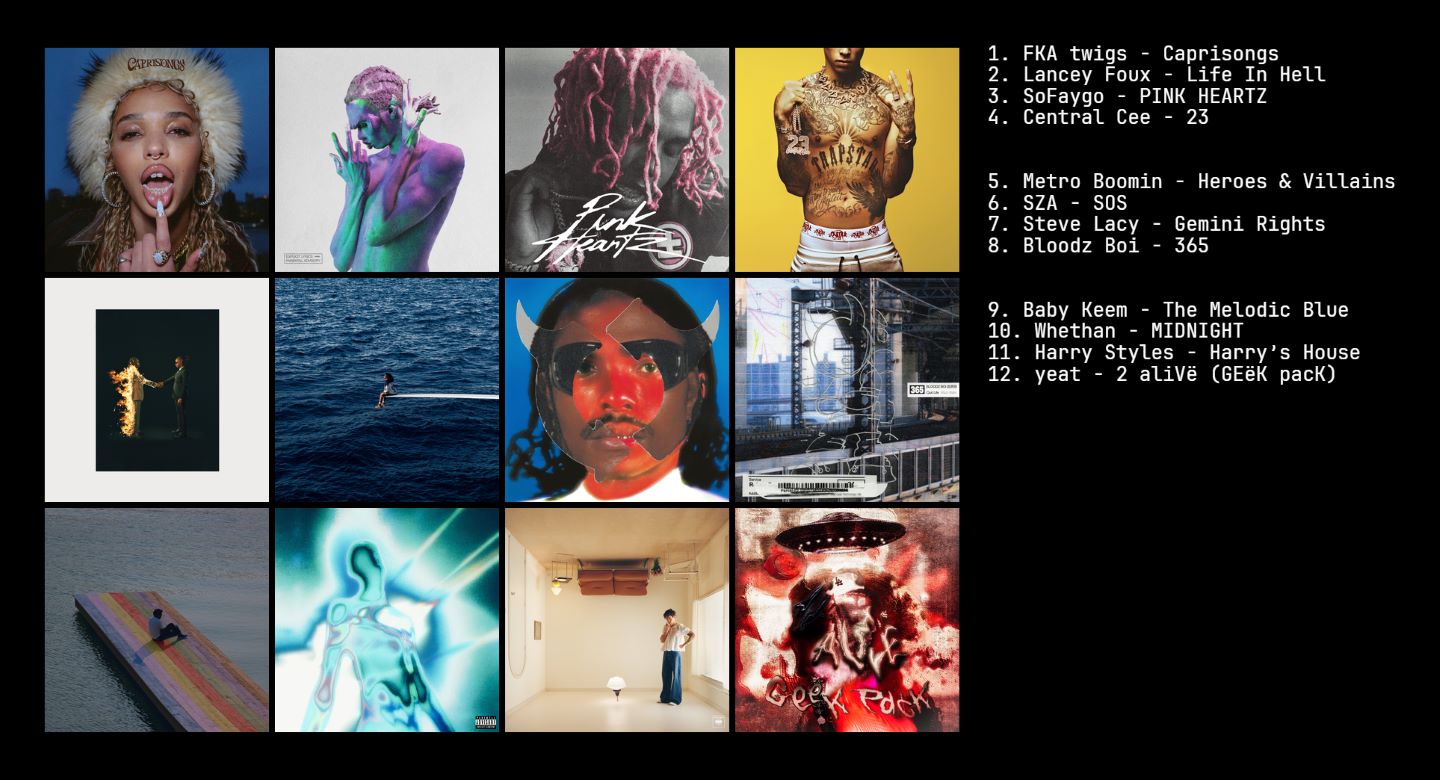 CAPRISONGS
1. FKA twigs - Caprisongs
2. Lancey Foux - Life In Hell
3. SoFaygo - PINK HEARTZ
4. Central Cee - 23
EXPLICIT LYRICS
PARENTAL ADVISORY
Pink
Heartz
23
TRAPSTAR
5. Metro Boomin - Heroes & Villains
6. SZA - SOS
7. Steve Lacy - Gemini Rights
8. Bloodz Boi - 365
365
9. Baby Keem - The Melodic Blue
10. Whethan - MIDNIGHT
11. Harry Styles - Harry’s House
12. yeat - 2 aliVë (GEëK pacK)
Geek Pack